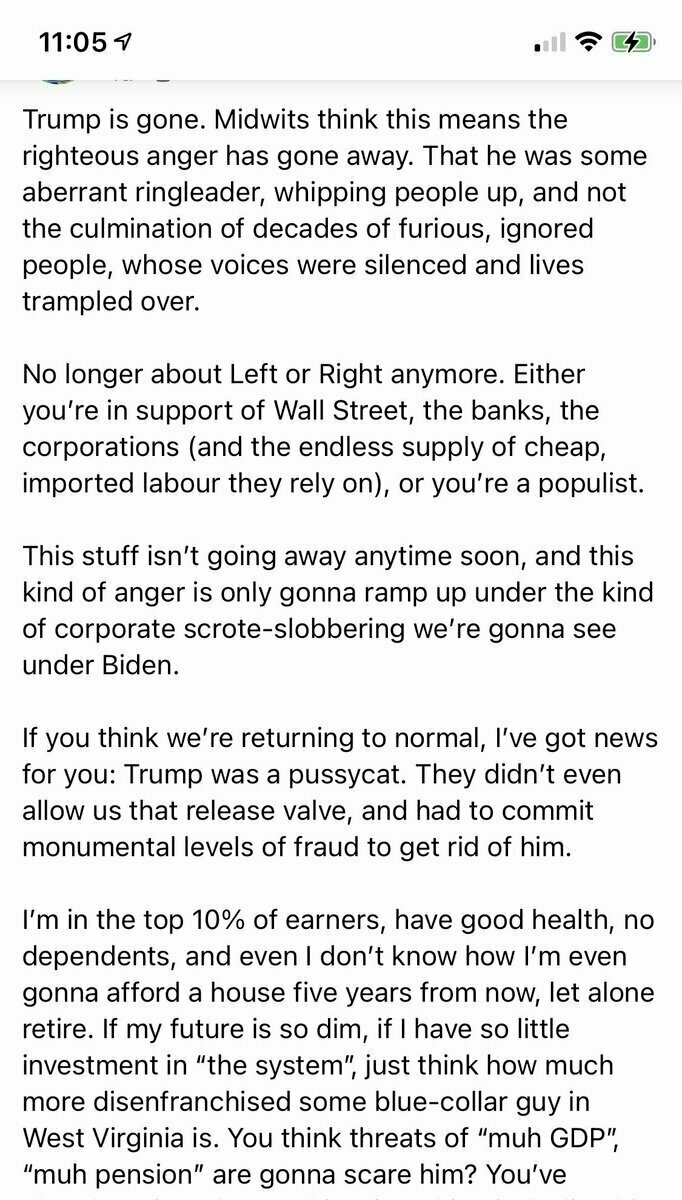 11:05
Trump is gone. Midwits think this means the
righteous anger has gone away. That he was some
aberrant ringleader, whipping people up, and not
the culmination of decades of furious, ignored
people, whose voices were silenced and lives
trampled over.
No longer about Left or Right anymore. Either
you’re in support of Wall Street, the banks, the
corporations (and the endless supply of cheap,
imported labour they rely on), or you’re a populist.
This stuff isn’t going away anytime soon, and this
kind of anger is only gonna ramp up under the kind
of corporate scrote-slobbering we’re gonna see
under Biden.
If you think we’re returning to normal, I’ve got news
for you: Trump was a pussycat. They didn’t even
allow us that release valve, and had to commit
monumental levels of fraud to get rid of him.
I’m in the top 10% of earners, have good health, no
dependents, and even I don’t know how I’m even
gonna afford a house five years from now, let alone
retire. If my future is so dim, if I have so little
investment in “the system”, just think how much
more disenfranchised some blue-collar guy in
West Virginia is. You think threats of “muh GDP”,
“muh pension” are gonna scare him? You’ve